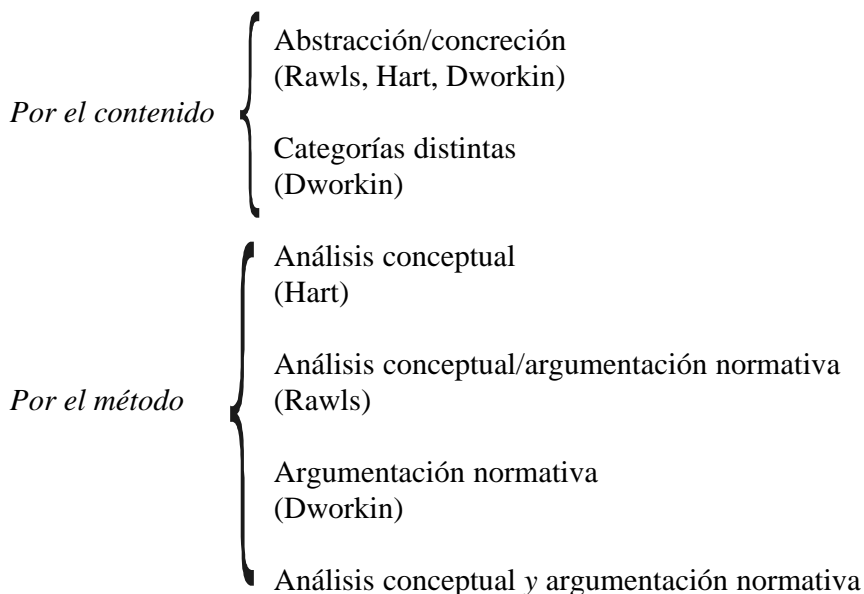 Abstracción/concreción
(Rawls, Hart, Dworkin)
Por el contenido
Categorías distintas
(Dworkin)
Análisis conceptual
(Hart)
Análisis conceptual/argumentación normativa
Por el método
(Rawls)
Argumentación normativa
(Dworkin)
Análisis conceptual y argumentación normativa